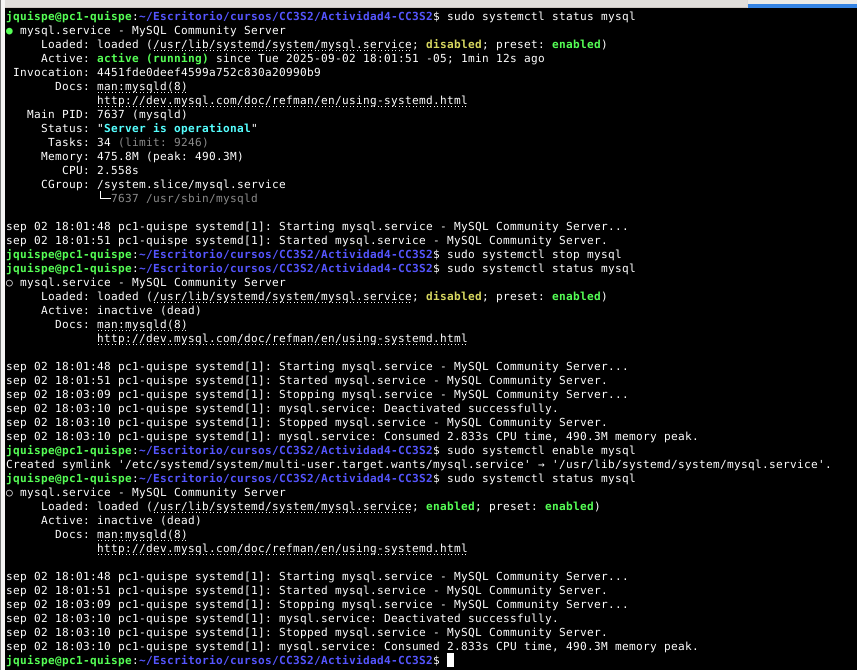 jquispe@pc1-quispe:~/Escritorio/cursos/CC3S2/Actividad4-CC3S2$ sudo systemctl status mysql
● mysql.service - MySQL Community Server
     Loaded: loaded (/usr/lib/systemd/system/mysql.service; disabled; preset: enabled)
     Active: active (running) since Tue 2025-09-02 18:01:51 -05; 1min 12s ago
 Invocation: 4451fde0deef4599a752c830a20990b9
       Docs: man:mysqld(8)
             http://dev.mysql.com/doc/refman/en/using-systemd.html
   Main PID: 7637 (mysqld)
     Status: "Server is operational"
      Tasks: 34 (limit: 9246)
     Memory: 475.8M (peak: 490.3M)
        CPU: 2.558s
     CGroup: /system.slice/mysql.service
             └─7637 /usr/sbin/mysqld

sep 02 18:01:48 pc1-quispe systemd[1]: Starting mysql.service - MySQL Community Server...
sep 02 18:01:51 pc1-quispe systemd[1]: Started mysql.service - MySQL Community Server.
jquispe@pc1-quispe:~/Escritorio/cursos/CC3S2/Actividad4-CC3S2$ sudo systemctl stop mysql
jquispe@pc1-quispe:~/Escritorio/cursos/CC3S2/Actividad4-CC3S2$ sudo systemctl status mysql
○ mysql.service - MySQL Community Server
     Loaded: loaded (/usr/lib/systemd/system/mysql.service; disabled; preset: enabled)
     Active: inactive (dead)
       Docs: man:mysqld(8)
             http://dev.mysql.com/doc/refman/en/using-systemd.html

sep 02 18:01:48 pc1-quispe systemd[1]: Starting mysql.service - MySQL Community Server...
sep 02 18:01:51 pc1-quispe systemd[1]: Started mysql.service - MySQL Community Server.
sep 02 18:03:09 pc1-quispe systemd[1]: Stopping mysql.service - MySQL Community Server...
sep 02 18:03:10 pc1-quispe systemd[1]: mysql.service: Deactivated successfully.
sep 02 18:03:10 pc1-quispe systemd[1]: Stopped mysql.service - MySQL Community Server.
sep 02 18:03:10 pc1-quispe systemd[1]: mysql.service: Consumed 2.833s CPU time, 490.3M memory peak.
jquispe@pc1-quispe:~/Escritorio/cursos/CC3S2/Actividad4-CC3S2$ sudo systemctl enable mysql
Created symlink '/etc/systemd/system/multi-user.target.wants/mysql.service' → '/usr/lib/systemd/system/mysql.service'.
jquispe@pc1-quispe:~/Escritorio/cursos/CC3S2/Actividad4-CC3S2$ sudo systemctl status mysql
○ mysql.service - MySQL Community Server
     Loaded: loaded (/usr/lib/systemd/system/mysql.service; enabled; preset: enabled)
     Active: inactive (dead)
       Docs: man:mysqld(8)
             http://dev.mysql.com/doc/refman/en/using-systemd.html

sep 02 18:01:48 pc1-quispe systemd[1]: Starting mysql.service - MySQL Community Server...
sep 02 18:01:51 pc1-quispe systemd[1]: Started mysql.service - MySQL Community Server.
sep 02 18:03:09 pc1-quispe systemd[1]: Stopping mysql.service - MySQL Community Server...
sep 02 18:03:10 pc1-quispe systemd[1]: mysql.service: Deactivated successfully.
sep 02 18:03:10 pc1-quispe systemd[1]: Stopped mysql.service - MySQL Community Server.
sep 02 18:03:10 pc1-quispe systemd[1]: mysql.service: Consumed 2.833s CPU time, 490.3M memory peak.
jquispe@pc1-quispe:~/Escritorio/cursos/CC3S2/Actividad4-CC3S2$